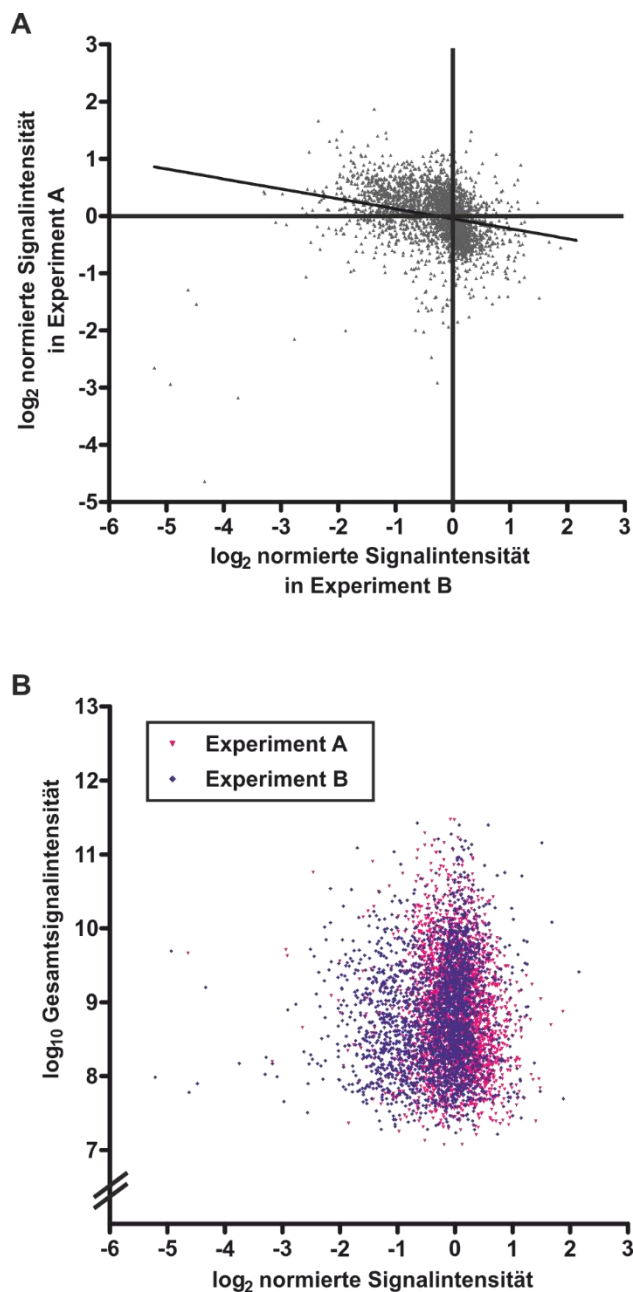 A
3
2
1
0
-1
-2
-3
-4
-5
log₂ normierte Signalintensität
in Experiment A
-6 -5 -4 -3 -2 -1 0 1 2 3
log₂ normierte Signalintensität
in Experiment B
B
13
12
11
10
9
8
7
log₁₀ Gesamtsignalintensität
Experiment A
Experiment B
-6 -5 -4 -3 -2 -1 0 1 2 3
log₂ normierte Signalintensität